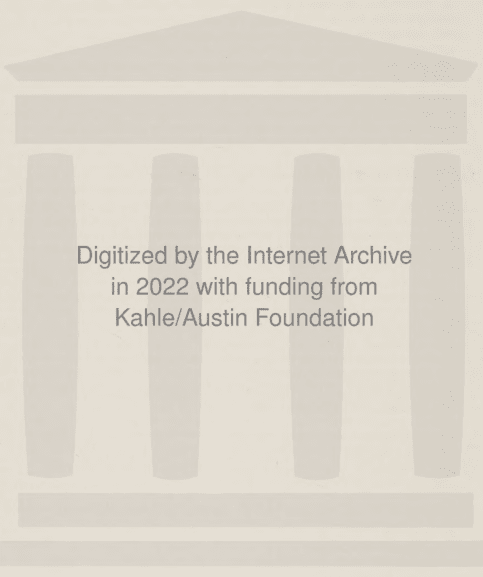 Digitized by the Internet Archive
in 2022 with funding from
Kahle/Austin Foundation